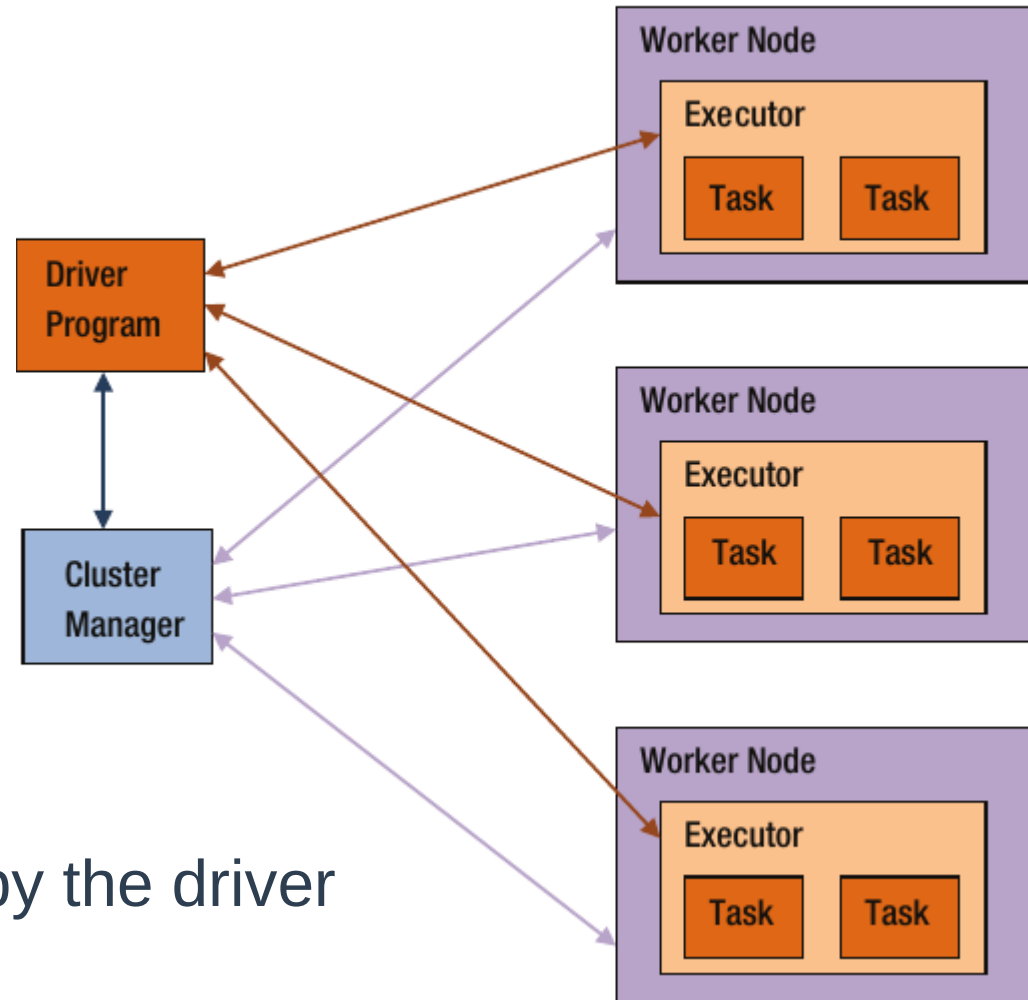 Worker Node
Executor
Task Task
Driver
Program
Worker Node
Executor
Task Task
Cluster
Manager
Worker Node
Executor
by the driver
Task Task